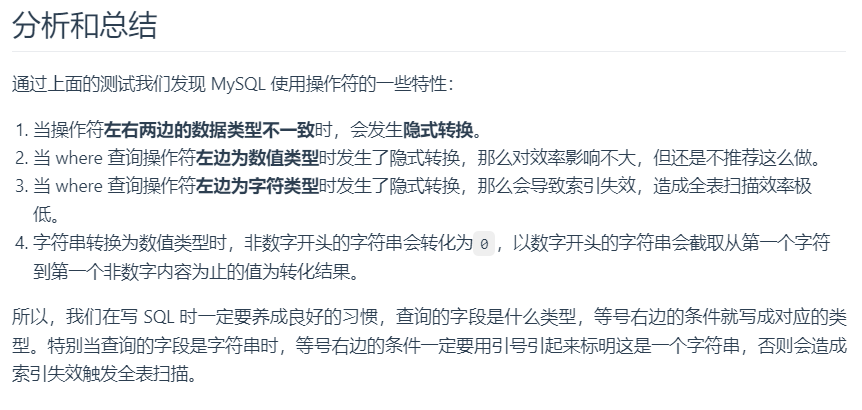 分析和总结
通过上面的测试我们发现 MySQL 使用操作符的一些特性：
1. 当操作符左右两边的数据类型不一致时，会发生隐式转换。
2. 当 where 查询操作符左边为数值类型时发生了隐式转换，那么对效率影响不大，但还是不推荐这么做。
3. 当 where 查询操作符左边为字符类型时发生了隐式转换，那么会导致索引失效，造成全表扫描效率极
低。
4. 字符串转换为数值类型时，非数字开头的字符串会转化为 0 ，以数字开头的字符串会截取从第一个字符
到第一个非数字内容为止的值为转化结果。
所以，我们在写 SQL 时一定要养成良好的习惯，查询的字段是什么类型，等号右边的条件就写成对应的类
型。特别当查询的字段是字符串时，等号右边的条件一定要用引号引起来标明这是一个字符串，否则会造成
索引失效触发全表扫描。